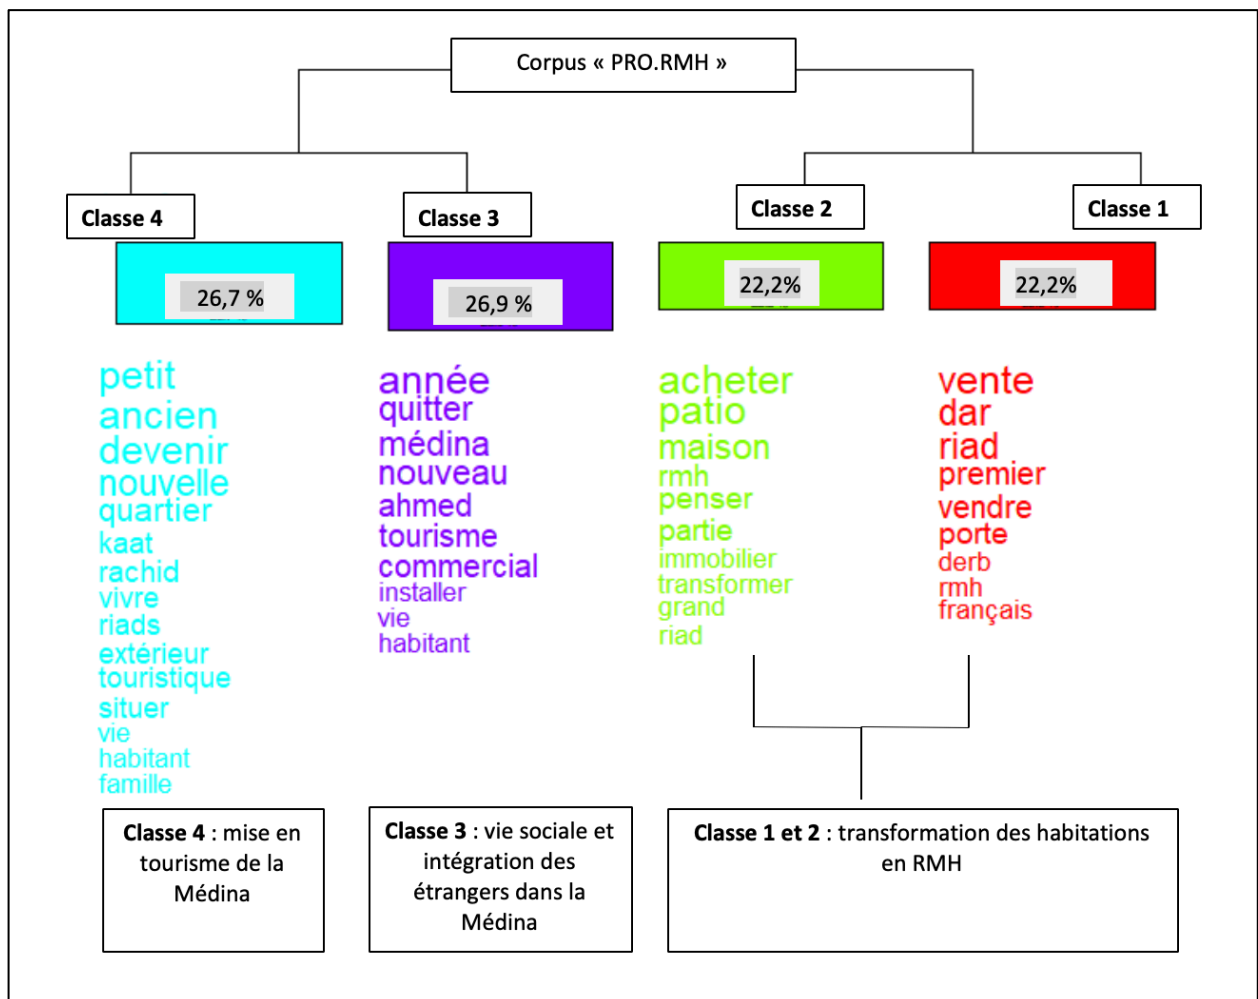 Corpus « PRO.RMH »
Classe 4
Classe 3
Classe 2
Classe 1
26,7 %
26,9 %
22,2%
22,2%
petit
ancien
devenir
nouvelle
quartier
kaat
rachid
vivre
riads
extérieur
touristique
situer
vie
habitant
famille
année
quitter
médina
nouveau
ahmed
tourisme
commercial
installer
vie
habitant
acheter
patio
maison
rmh
penser
partie
immobilier
transformer
grand
riad
vente
dar
riad
premier
vendre
porte
derb
rmh
français
Classe 4 : mise en
tourisme de la
Médina
Classe 3 : vie sociale et
intégration des
étrangers dans la
Médina
Classe 1 et 2 : transformation des habitations
en RMH